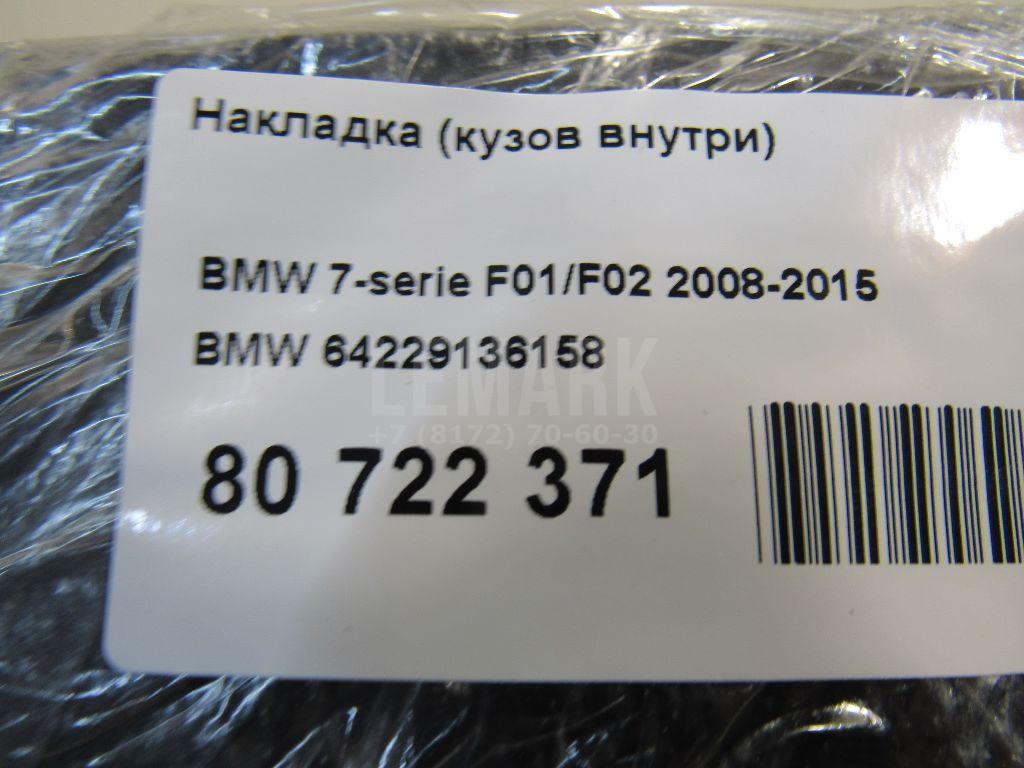 Накладка (кузов внутри)
BMW 7-serie F01/F02 2008-2015
BMW 64229136158
LEMARK
+7 (8172) 70-60-30
80 722 371